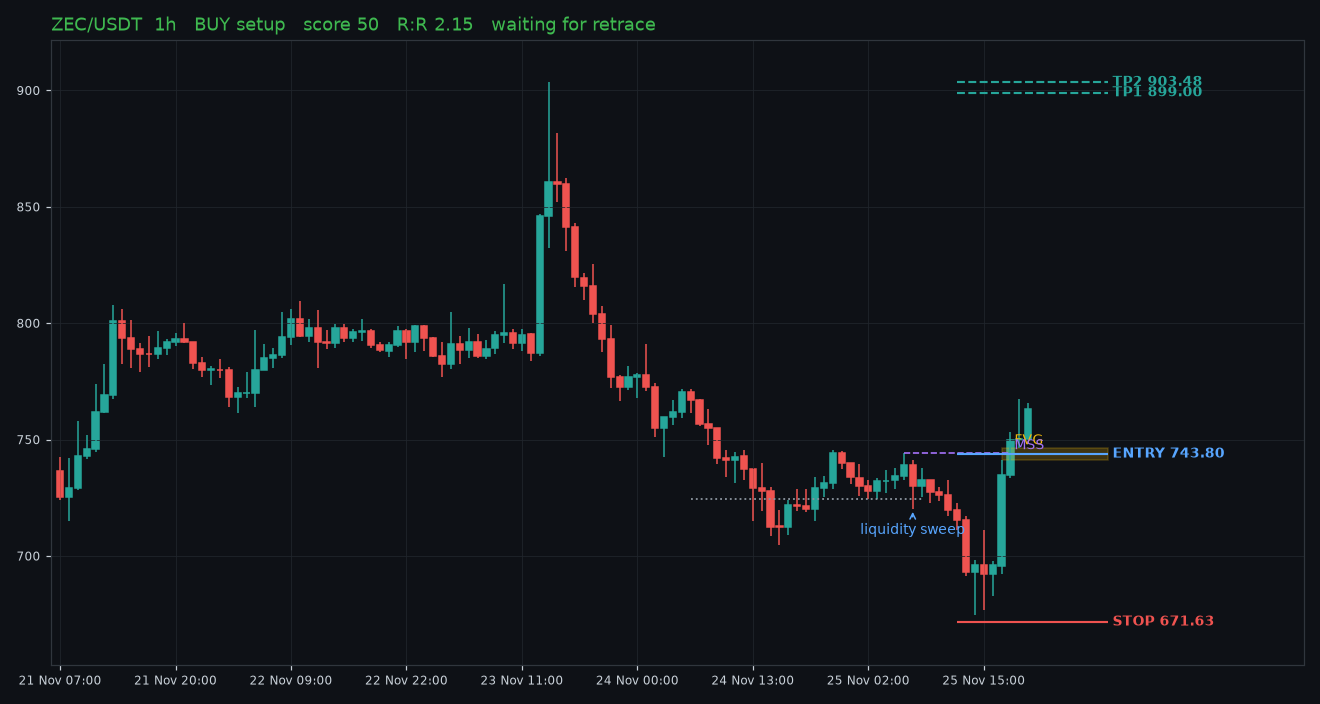 ZEC/USDT 1h BUY setup score 50 R:R 2.15 waiting for retrace
900
850
800
750
700
TP2 903.48
TP1 899.00
FVG
MSS
ENTRY 743.80
liquidity sweep
STOP 671.63
21 Nov 07:00
21 Nov 20:00
22 Nov 09:00
22 Nov 22:00
23 Nov 11:00
24 Nov 00:00
24 Nov 13:00
25 Nov 02:00
25 Nov 15:00